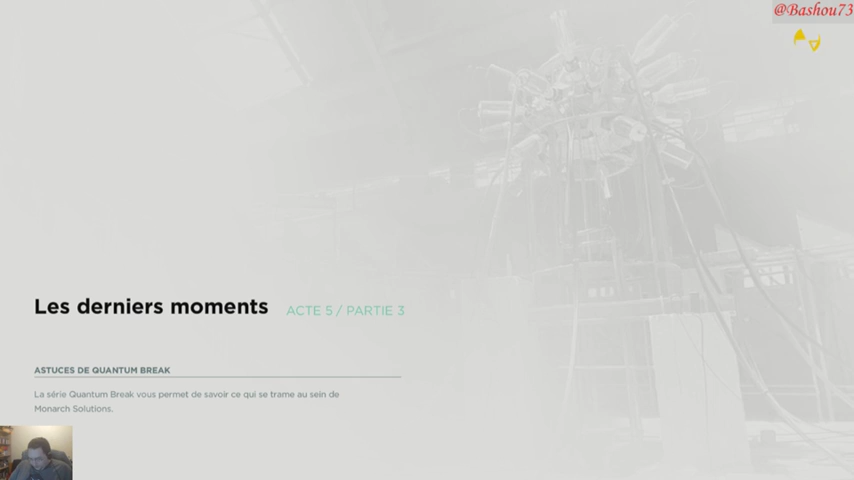 @Bashou73
Les derniers moments ACTE 5 / PARTIE 3
ASTUCES DE QUANTUM BREAK
La série Quantum Break vous permet de savoir ce qui se trame au sein de
Monarch Solutions.